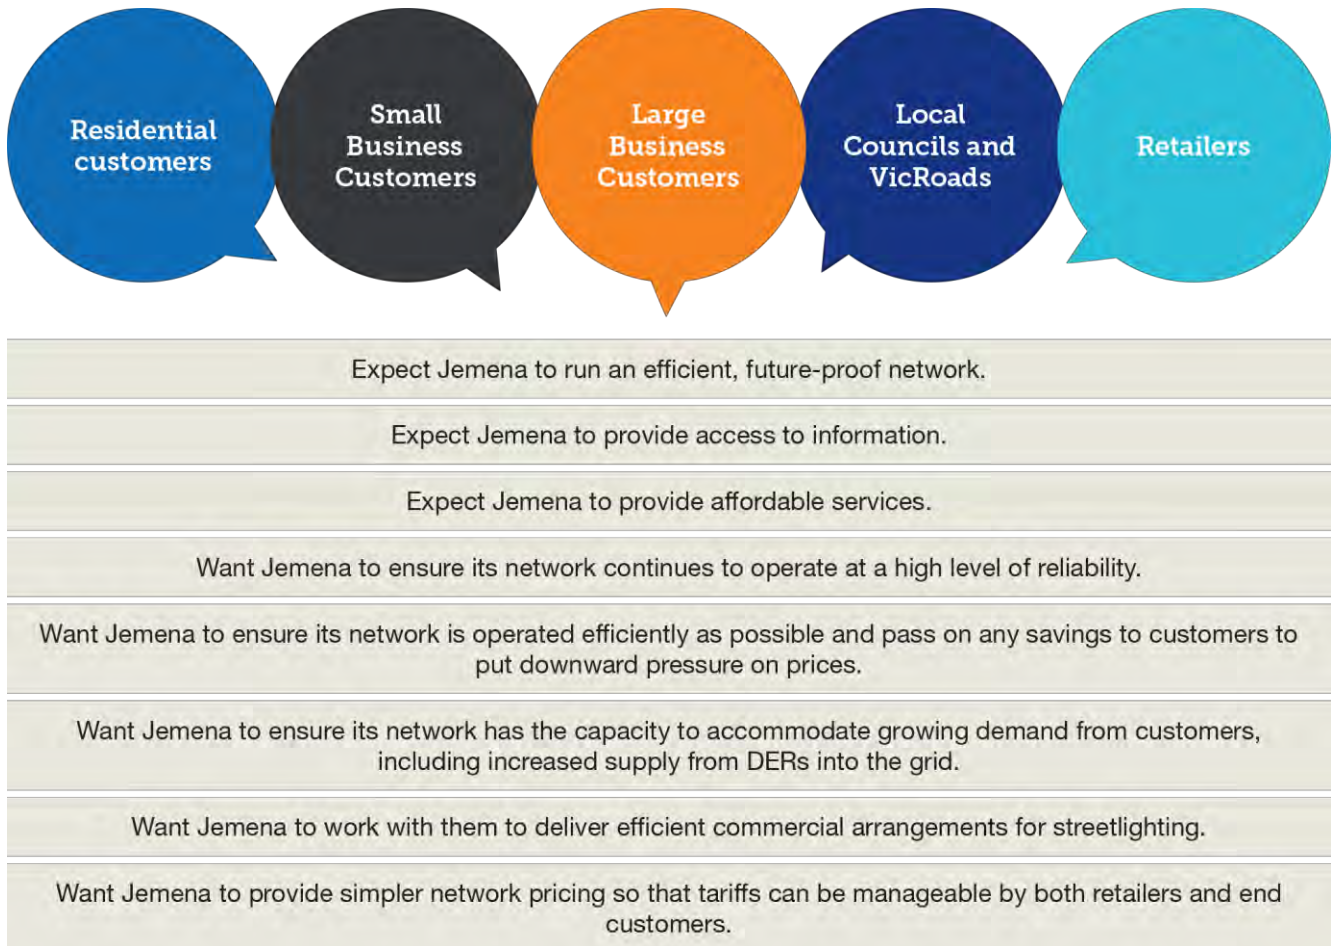 Residential
customers
Small
Business
Customers
Large
Business
Customers
Local
Councils and
VicRoads
Retailers
Expect Jemena to run an efficient, future-proof network.
Expect Jemena to provide access to information.
Expect Jemena to provide affordable services.
Want Jemena to ensure its network continues to operate at a high level of reliability.
Want Jemena to ensure its network is operated efficiently as possible and pass on any savings to customers to
put downward pressure on prices.
Want Jemena to ensure its network has the capacity to accommodate growing demand from customers,
including increased supply from DERs into the grid.
Want Jemena to work with them to deliver efficient commercial arrangements for streetlighting.
Want Jemena to provide simpler network pricing so that tariffs can be manageable by both retailers and end
customers.